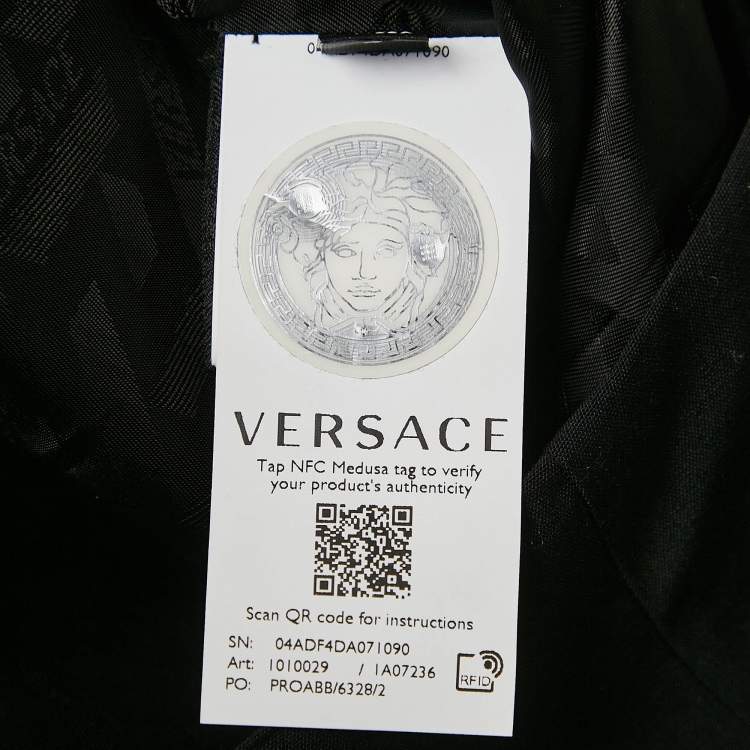 VERSACE
Tap NFC Medusa tag to verify
your product's authenticity
Scan QR code for instructions
SN: 04ADF4DA071090
Art: 1010029 / 1A07236
PO: PROABB/6328/2
RFID